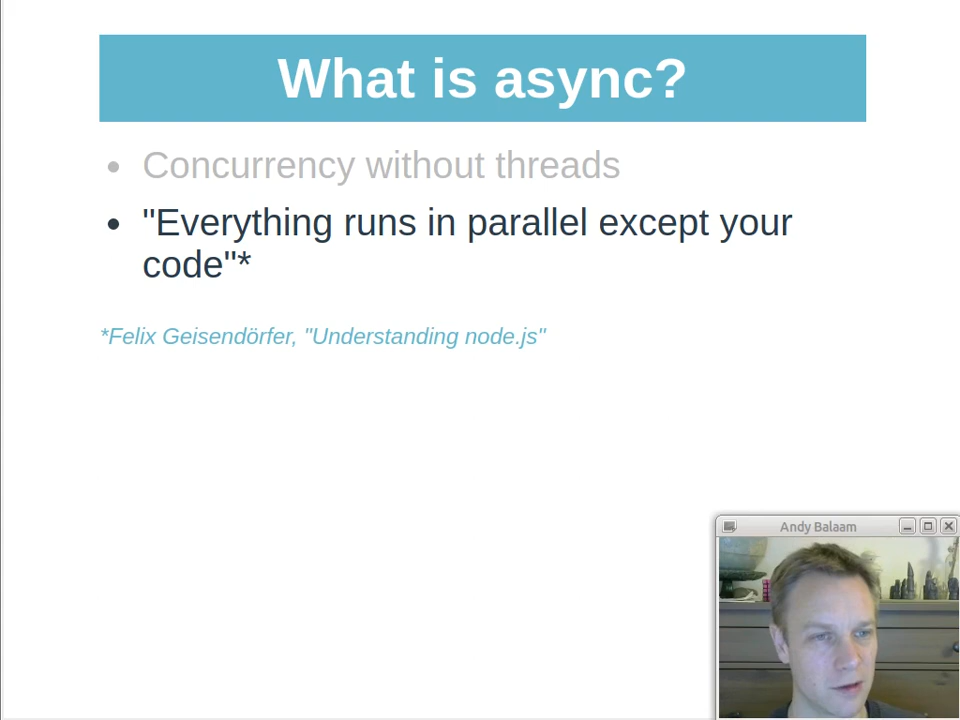 What is async?
• Concurrency without threads
• "Everything runs in parallel except your
code"*
*Felix Geisendörfer, "Understanding node.js"
Andy Balaam